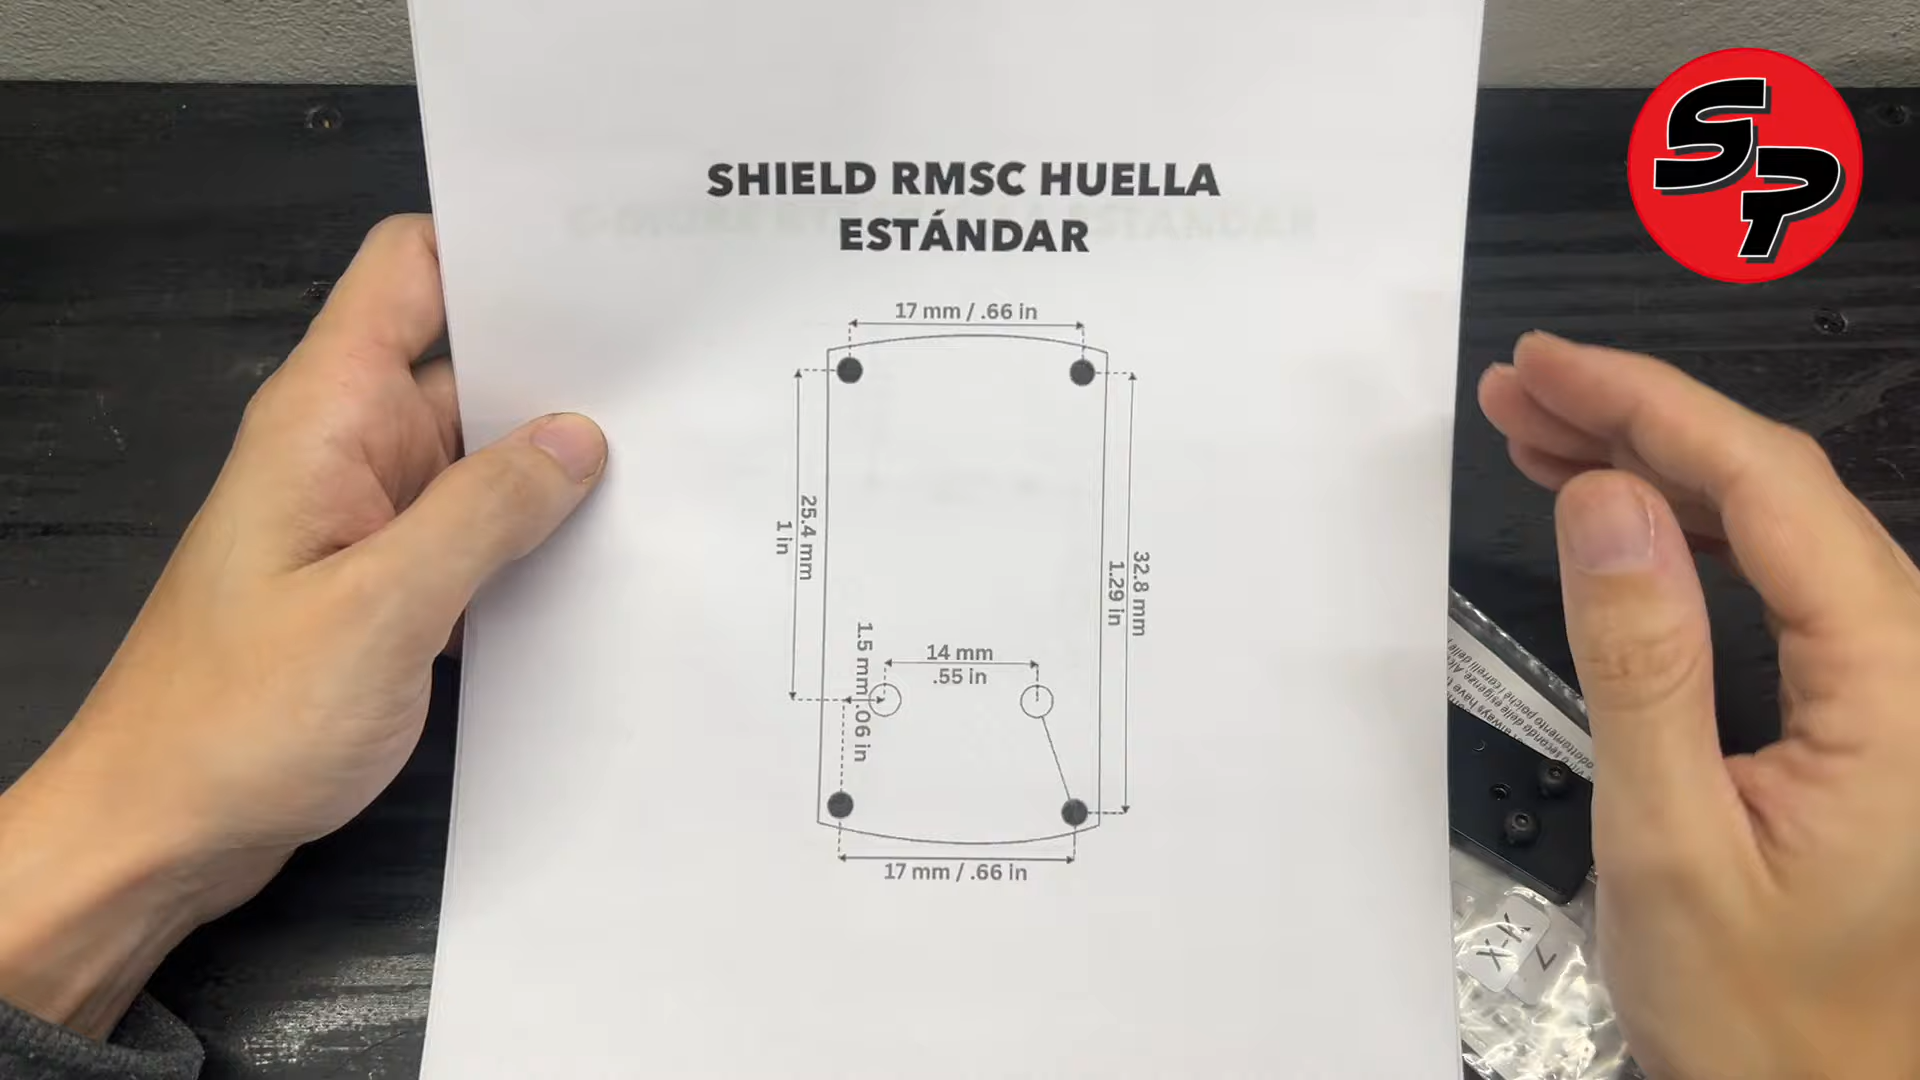 SP
SHIELD RMSC HUELLA
ESTÁNDAR
17 mm / .66 in
25.4 mm
1 in
32.8 mm
1.29 in
1.5 mm .06 in
14 mm
.55 in
17 mm / .66 in
X-K
7